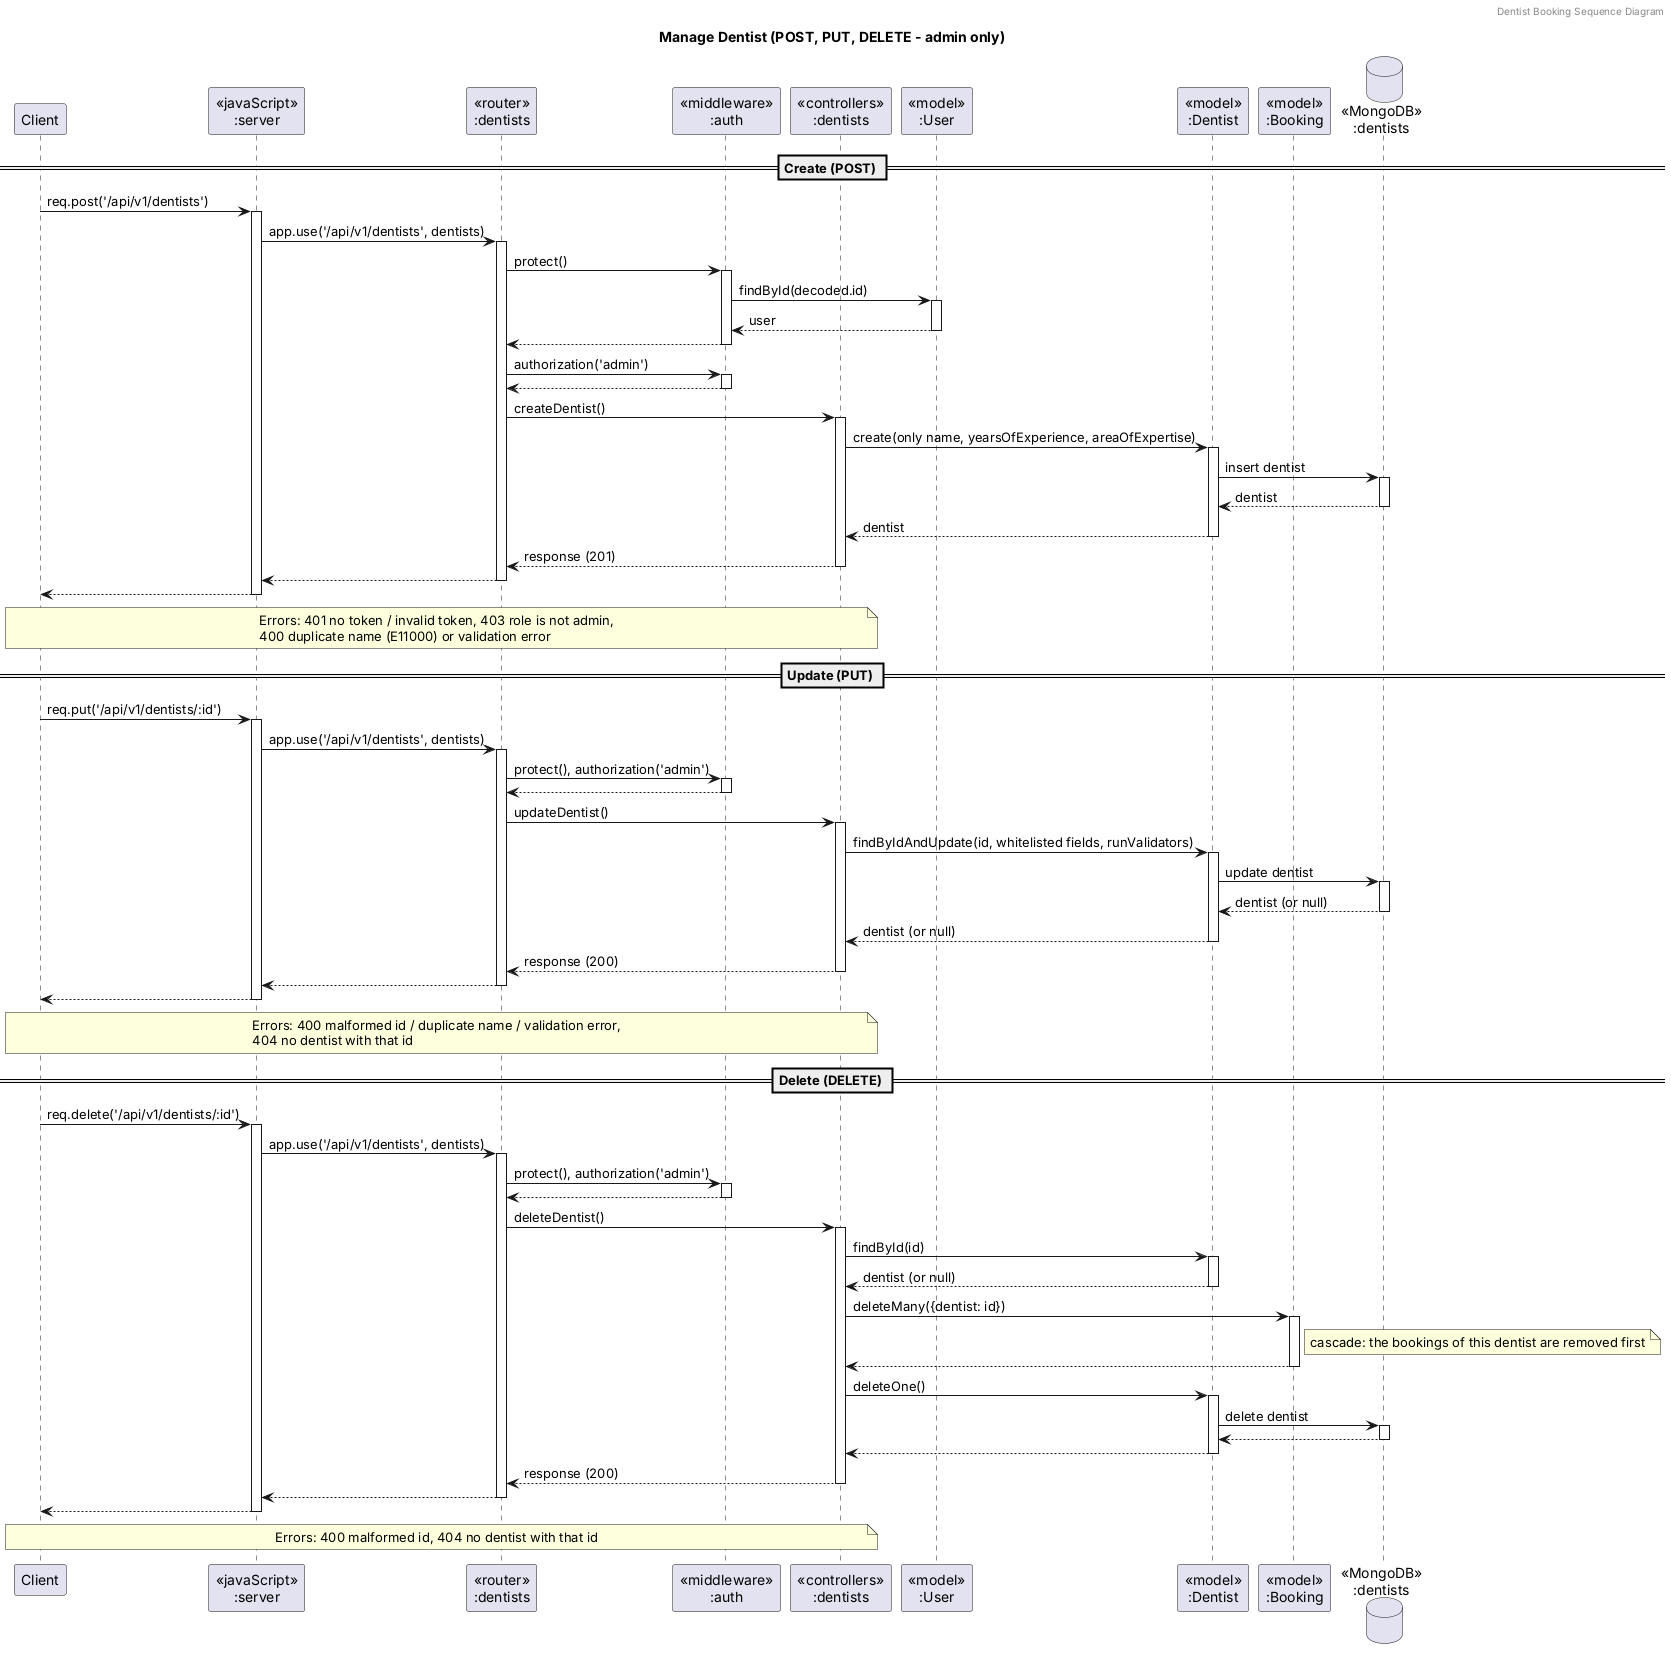 Dentist Booking Sequence Diagram
Manage Dentist (POST, PUT, DELETE - admin only)
Client
«javaScript»
:server
«router»
:dentists
«middleware»
:auth
«controllers»
:dentists
«model»
:User
«model»
:Dentist
«model»
:Booking
«MongoDB»
:dentists
Create (POST)
req.post('/api/v1/dentists')
app.use('/api/v1/dentists', dentists)
protect()
findById(decoded.id)
user
authorization('admin')
createDentist()
create(only name, yearsOfExperience, areaOfExpertise)
insert dentist
dentist
dentist
response (201)
Errors: 401 no token / invalid token, 403 role is not admin,
400 duplicate name (E11000) or validation error
Update (PUT)
req.put('/api/v1/dentists/:id')
app.use('/api/v1/dentists', dentists)
protect(), authorization('admin')
updateDentist()
findByIdAndUpdate(id, whitelisted fields, runValidators)
update dentist
dentist (or null)
dentist (or null)
response (200)
Errors: 400 malformed id / duplicate name / validation error,
404 no dentist with that id
Delete (DELETE)
req.delete('/api/v1/dentists/:id')
app.use('/api/v1/dentists', dentists)
protect(), authorization('admin')
deleteDentist()
findById(id)
dentist (or null)
deleteMany({dentist: id})
cascade: the bookings of this dentist are removed first
deleteOne()
delete dentist
response (200)
Errors: 400 malformed id, 404 no dentist with that id
Client
«javaScript»
:server
«router»
:dentists
«middleware»
:auth
«controllers»
:dentists
«model»
:User
«model»
:Dentist
«model»
:Booking
«MongoDB»
:dentists